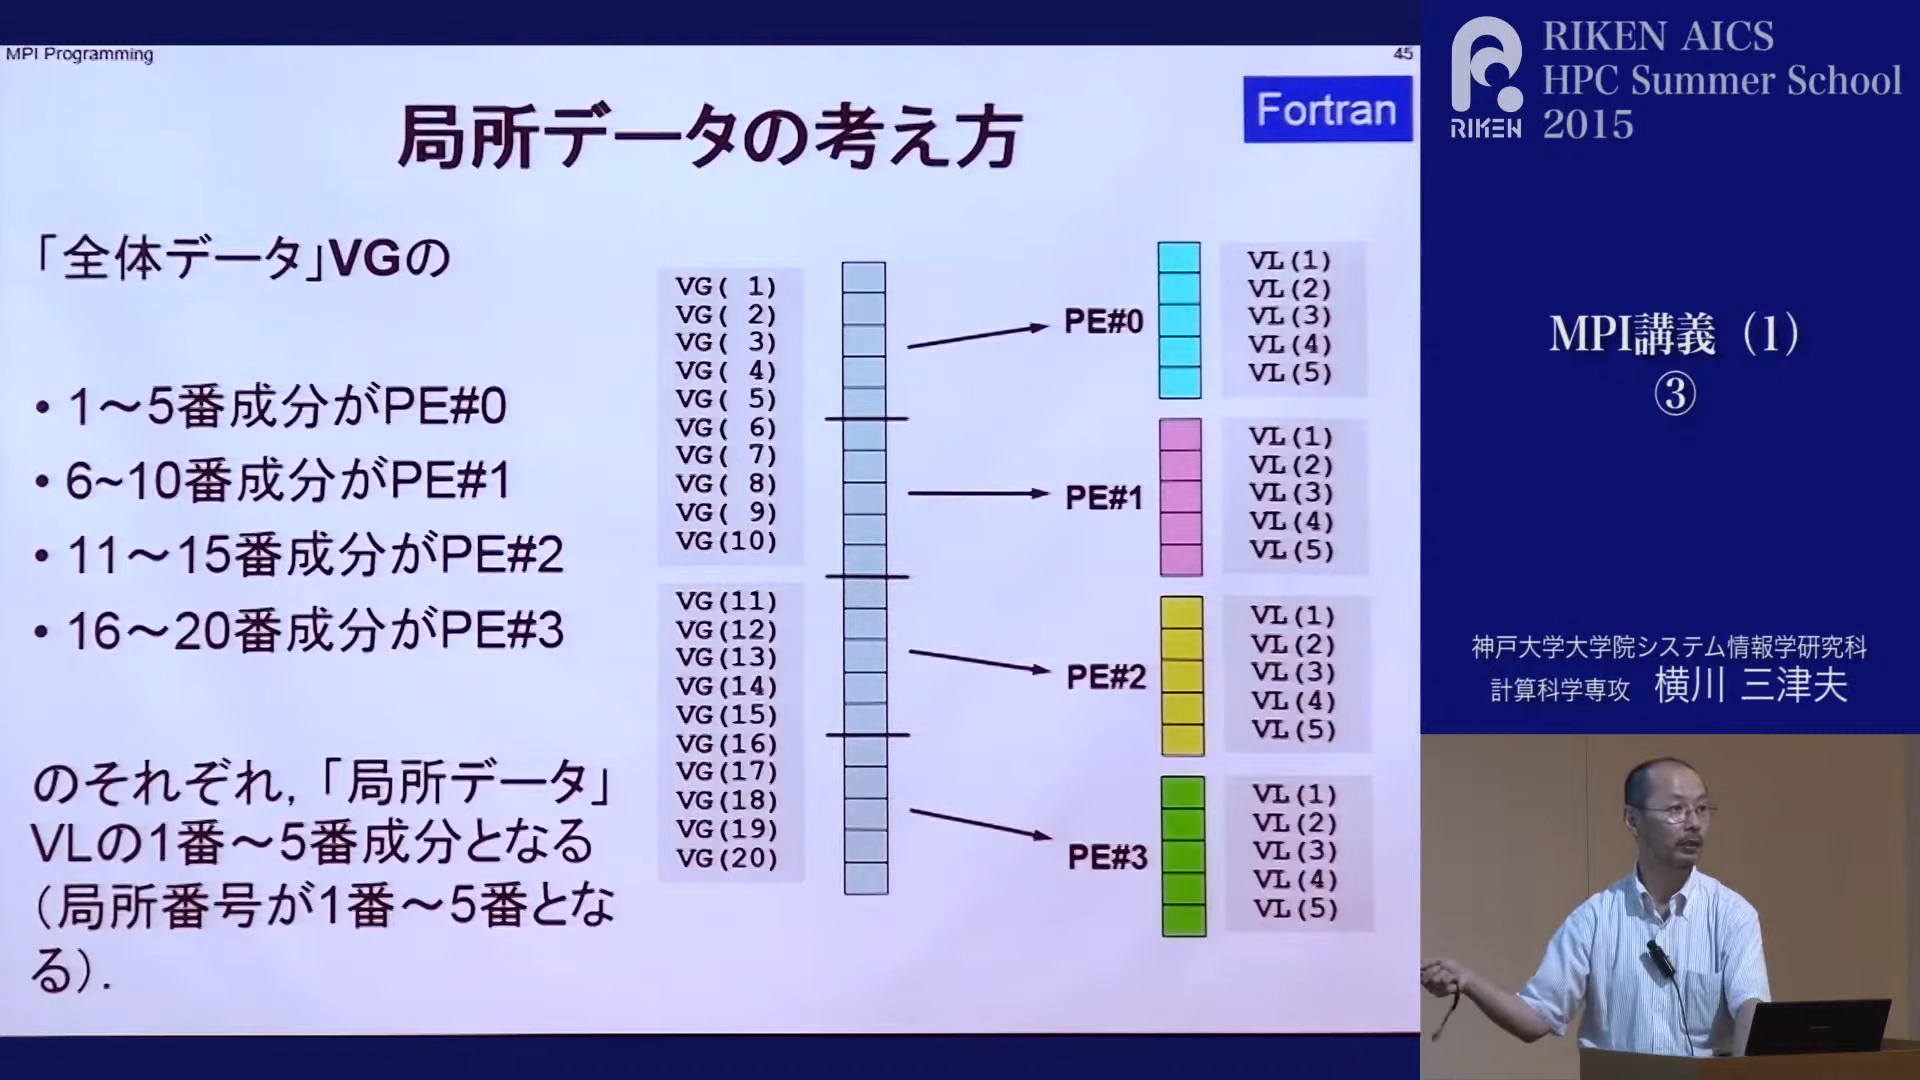 MPI Programming
45
局所データの考え方
Fortran
「全体データ」VGの
• 1～5番成分がPE#0
• 6~10番成分がPE#1
• 11～15番成分がPE#2
• 16～20番成分がPE#3
のそれぞれ,「局所データ」
VLの1番～5番成分となる
（局所番号が1番～5番とな
る）.
VG( 1)
VG( 2)
VG( 3)
VG( 4)
VG( 5)
VG( 6)
VG( 7)
VG( 8)
VG( 9)
VG(10)
VG(11)
VG(12)
VG(13)
VG(14)
VG(15)
VG(16)
VG(17)
VG(18)
VG(19)
VG(20)
PE#0
VL(1)
VL(2)
VL(3)
VL(4)
VL(5)
PE#1
VL(1)
VL(2)
VL(3)
VL(4)
VL(5)
PE#2
VL(1)
VL(2)
VL(3)
VL(4)
VL(5)
PE#3
VL(1)
VL(2)
VL(3)
VL(4)
VL(5)
RIKEN
RIKEN AICS
HPC Summer School
2015
MPI講義（1）
③
神戸大学大学院システム情報学研究科
計算科学専攻 横川 三津夫